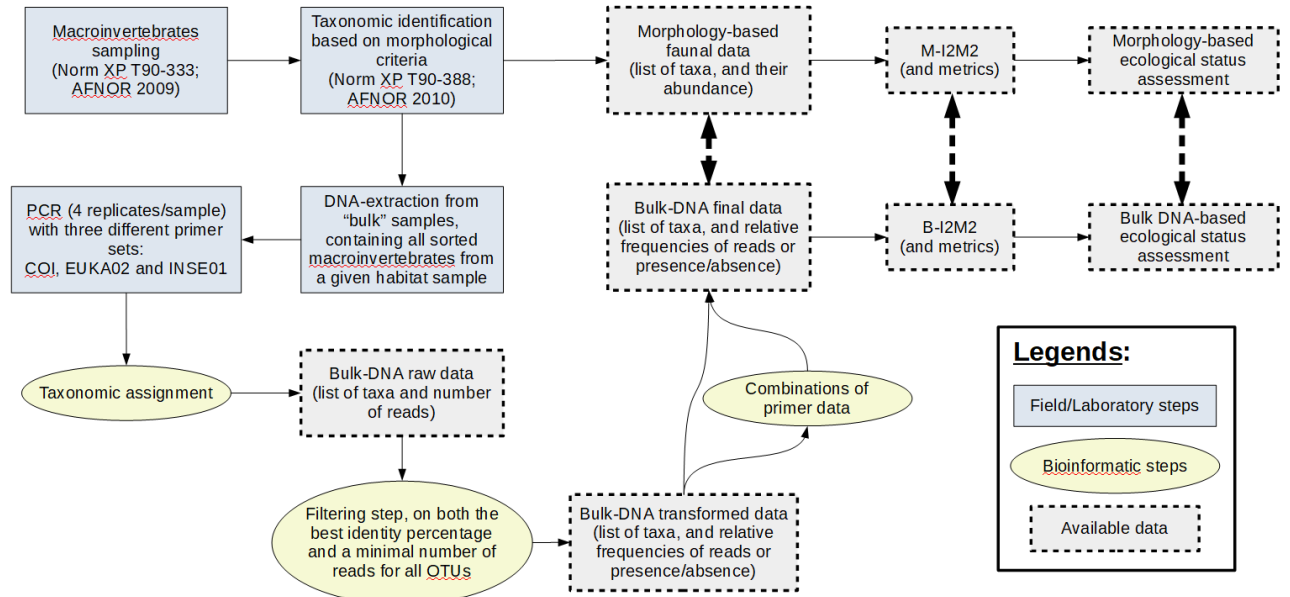 Macroinvertebrates
sampling
(Norm XP T90-333;
AFNOR 2009)
Taxonomic identification
based on morphological
criteria
(Norm XP T90-388;
AFNOR 2010)
Morphology-based
faunal data
(list of taxa, and their
abundance)
M-I2M2
(and metrics)
Morphology-based
ecological status
assessment
PCR (4 replicates/sample)
with three different primer
sets:
COI, EUKA02 and INSE01
DNA-extraction from
“bulk” samples,
containing all sorted
macroinvertebrates from
a given habitat sample
Bulk-DNA final data
(list of taxa, and relative
frequencies of reads or
presence/absence)
B-I2M2
(and metrics)
Bulk DNA-based
ecological status
assessment
Taxonomic assignment
Bulk-DNA raw data
(list of taxa and number
of reads)
Combinations of
primer data
Filtering step, on both the
best identity percentage
and a minimal number of
reads for all OTUs
Bulk-DNA transformed data
(list of taxa, and relative
frequencies of reads or
presence/absence)
Legends:
Field/Laboratory steps
Bioinformatic steps
Available data